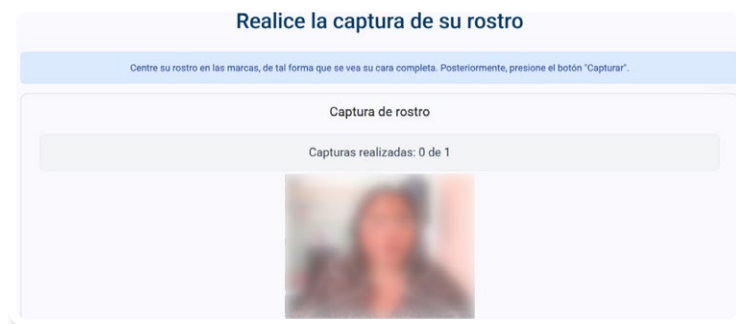 Realice la captura de su rostro
Centre su rostro en las marcas, de tal forma que se vea su cara completa. Posteriormente, presione el botón "Capturar".
Captura de rostro
Capturas realizadas: 0 de 1